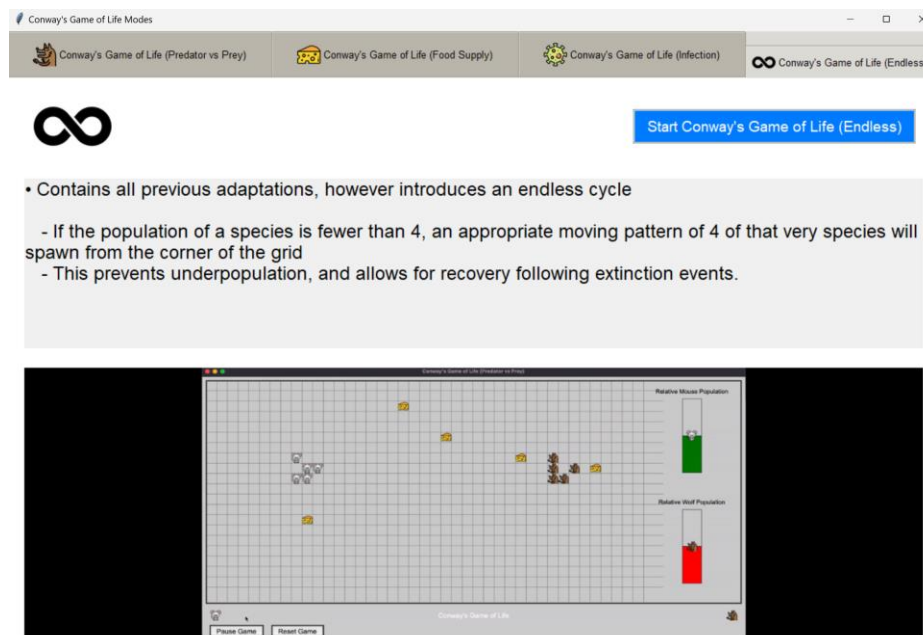 Conway's Game of Life Modes
Conway's Game of Life (Predator vs Prey)
Conway's Game of Life (Food Supply)
Conway's Game of Life (Infection)
Conway's Game of Life (Endless
Start Conway's Game of Life (Endless)
• Contains all previous adaptations, however introduces an endless cycle
- If the population of a species is fewer than 4, an appropriate moving pattern of 4 of that very species will
spawn from the corner of the grid
- This prevents underpopulation, and allows for recovery following extinction events.
Conway's Game of Life (Predator vs Prey)
Relative Mouse Population
Relative Wolf Population
Conway's Game of Life
Pause Game
Reset Game